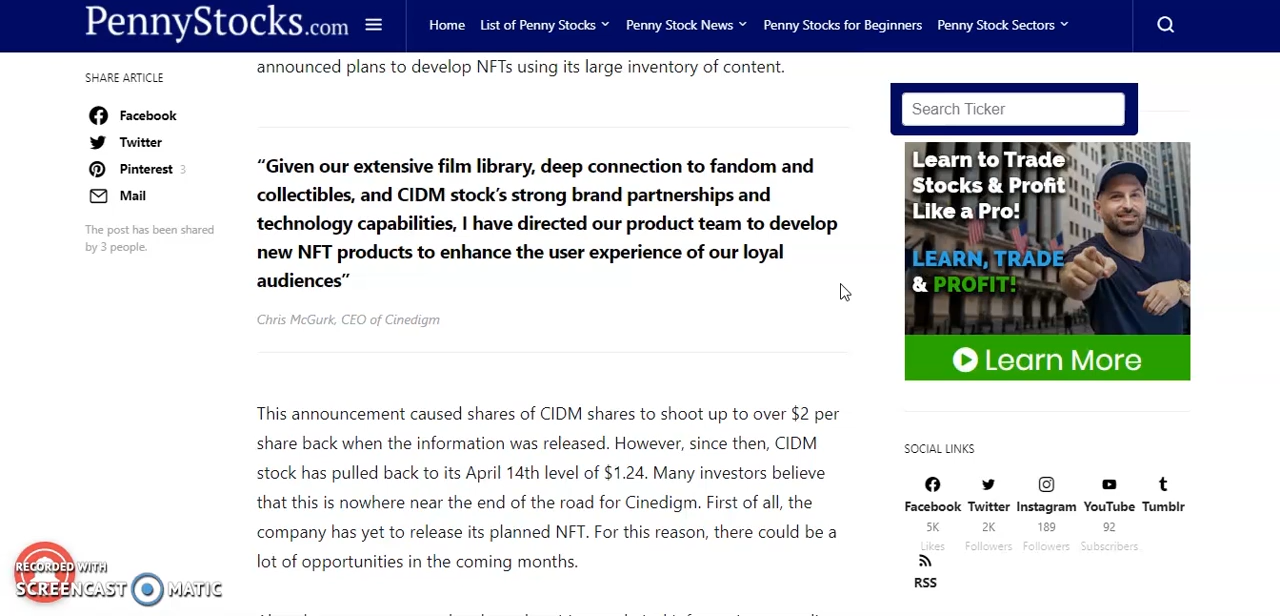 PennyStocks.com
Home
List of Penny Stocks
Penny Stock News
Penny Stocks for Beginners
Penny Stock Sectors
SHARE ARTICLE
Facebook
Twitter
Pinterest 3
Mail
The post has been shared
by 3 people.
announced plans to develop NFTs using its large inventory of content.
“Given our extensive film library, deep connection to fandom and
collectibles, and CIDM stock’s strong brand partnerships and
technology capabilities, I have directed our product team to develop
new NFT products to enhance the user experience of our loyal
audiences”
Chris McGurk, CEO of Cinedigm
This announcement caused shares of CIDM shares to shoot up to over $2 per
share back when the information was released. However, since then, CIDM
stock has pulled back to its April 14th level of $1.24. Many investors believe
that this is nowhere near the end of the road for Cinedigm. First of all, the
company has yet to release its planned NFT. For this reason, there could be a
lot of opportunities in the coming months.
Search Ticker
Learn to Trade
Stocks & Profit
Like a Pro!
LEARN, TRADE
& PROFIT!
Learn More
SOCIAL LINKS
Facebook
5K
Likes
Twitter
2K
Followers
Instagram
189
Followers
YouTube
92
Subscribers
Tumblr
RSS
RECORDED WITH
SCREENCAST MATIC